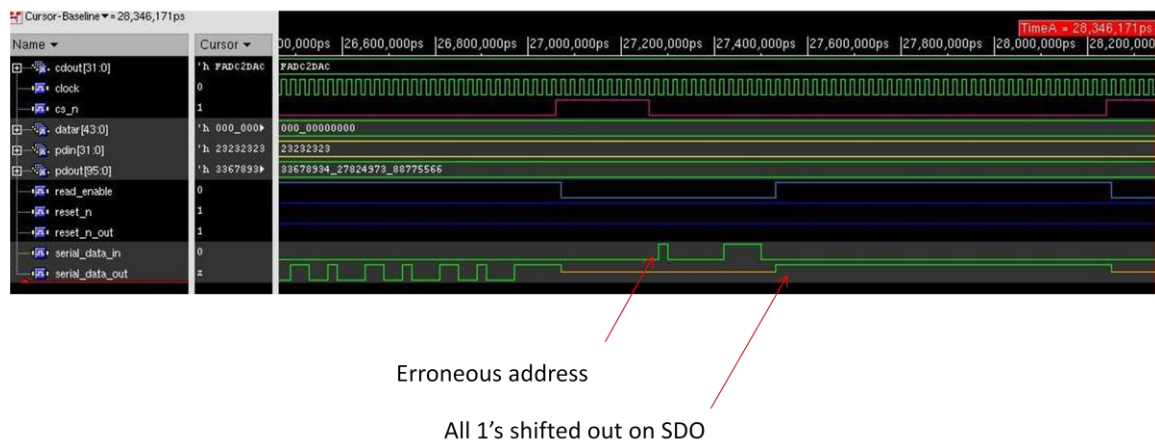 Cursor-Baseline ▾= 28,346,171ps
TimeA = 28,346,171ps
Name ▾ Cursor ▾ 00,000ps |26,600,000ps |26,800,000ps |27,000,000ps |27,200,000ps |27,400,000ps |27,600,000ps |27,800,000ps |28,000,000ps |28,200,000
cdout[31:0] 'h FADC2DAC FADC2DAC
clock 0
cs_n 1
datar[43:0] 'h 000_000 000_00000000
pdin[31:0] 'h 23232323 23232323
pdout[95:0] 'h 3367893 33678934_27824973_88775566
read_enable 0
reset_n 1
reset_n_out 1
serial_data_in 0
serial_data_out z
Erroneous address
All 1’s shifted out on SDO